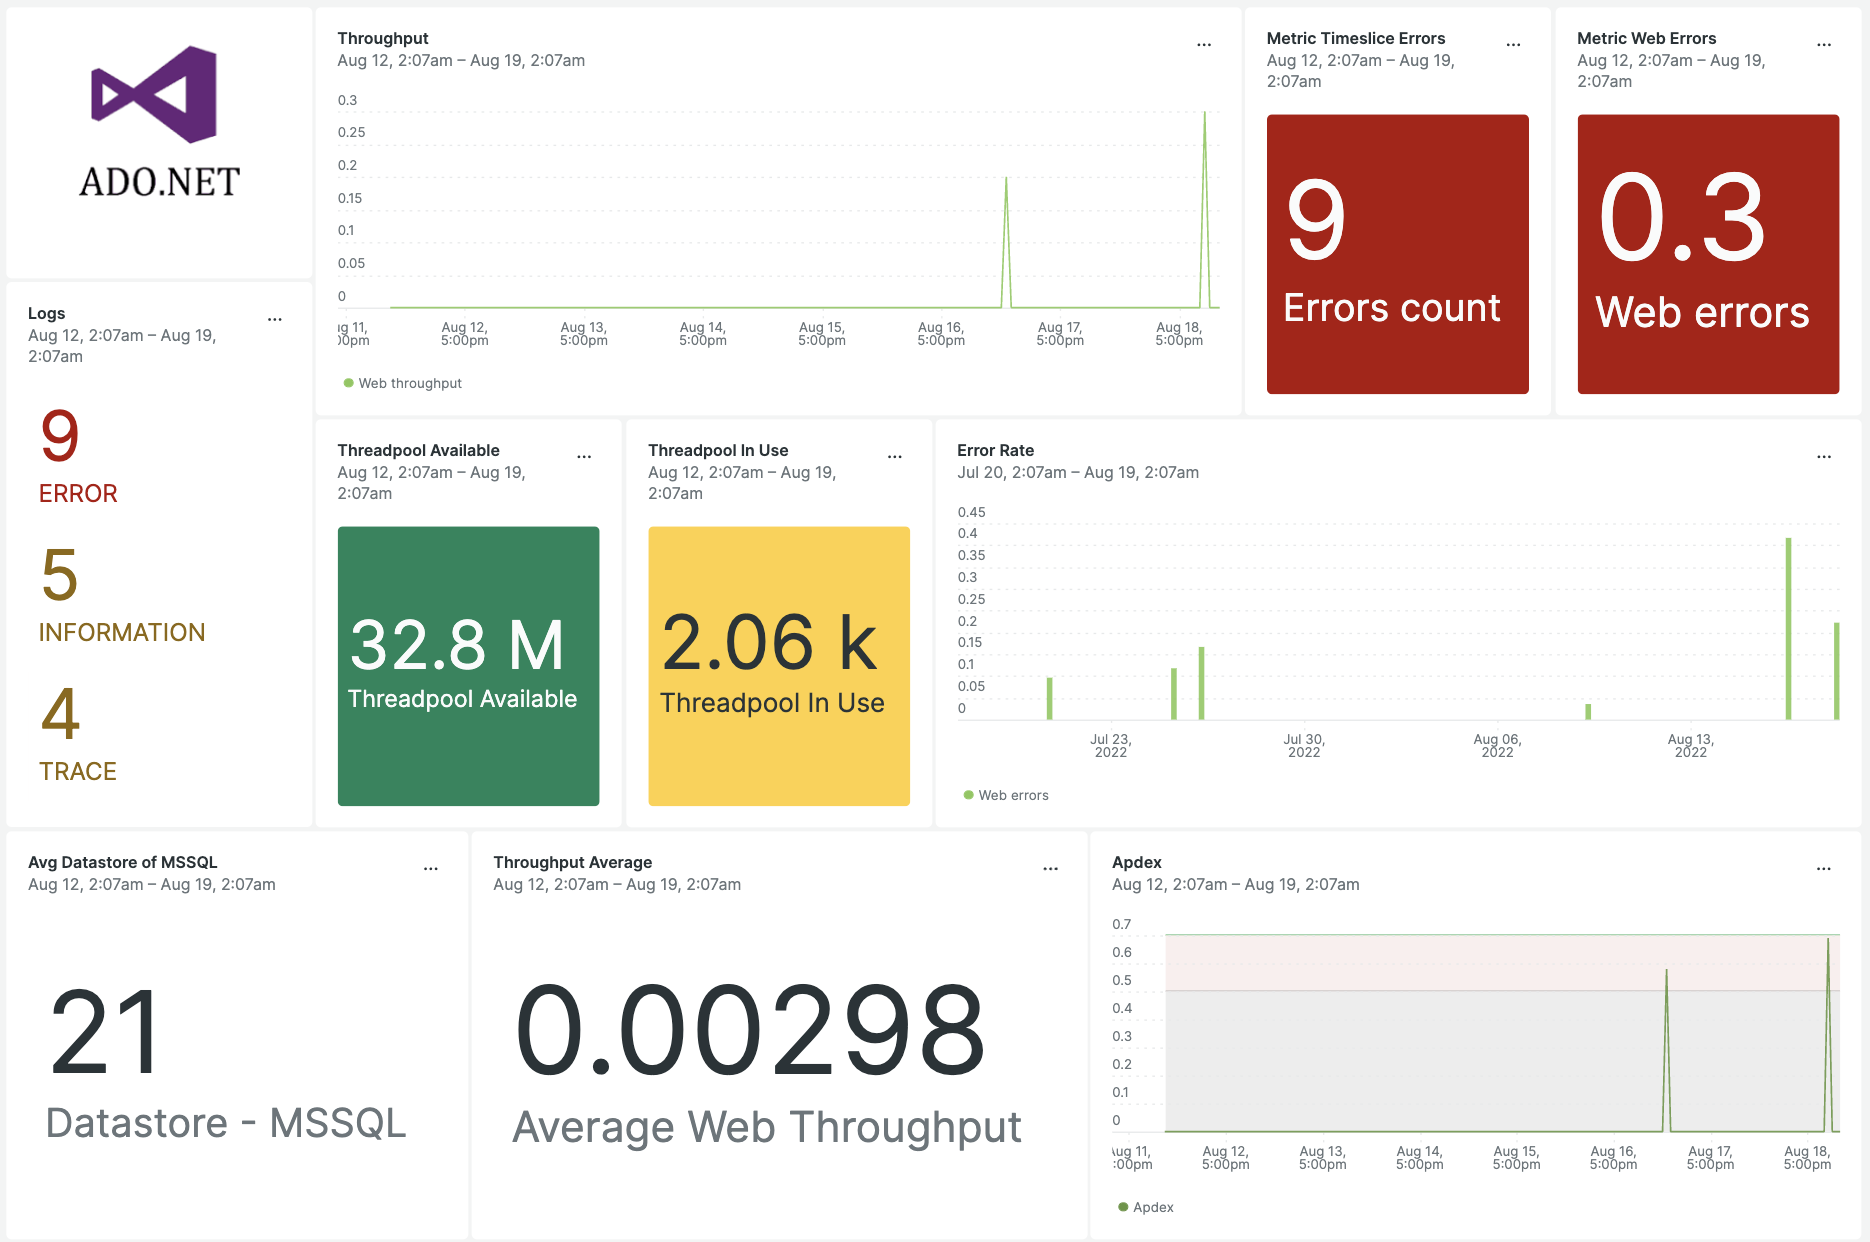 ADO.NET
Throughput
...
Aug 12, 2:07am – Aug 19, 2:07am
0.3
0.25
0.2
0.15
0.1
0.05
0
ıg 11,
Aug 12,
Aug 13,
Aug 14,
Aug 15,
Aug 16,
Aug 17,
Aug 18,
)0pm
5:00pm
5:00pm
5:00pm
5:00pm
5:00pm
5:00pm
5:00pm
Web throughput
Metric Timeslice Errors
...
Aug 12, 2:07am – Aug 19,
2:07am
9
Errors count
Metric Web Errors
...
Aug 12, 2:07am – Aug 19,
2:07am
0.3
Web errors
Logs
...
Aug 12, 2:07am – Aug 19,
2:07am
9
ERROR
5
INFORMATION
4
TRACE
Threadpool Available
...
Aug 12, 2:07am – Aug 19,
2:07am
32.8 M
Threadpool Available
Threadpool In Use
...
Aug 12, 2:07am – Aug 19,
2:07am
2.06 k
Threadpool In Use
Error Rate
...
Jul 20, 2:07am – Aug 19, 2:07am
0.45
0.4
0.35
0.3
0.25
0.2
0.15
0.1
0.05
0
Jul 23,
Jul 30,
Aug 06,
Aug 13,
2022
2022
2022
2022
Web errors
Avg Datastore of MSSQL
...
Aug 12, 2:07am – Aug 19, 2:07am
21
Datastore - MSSQL
Throughput Average
...
Aug 12, 2:07am – Aug 19, 2:07am
0.00298
Average Web Throughput
Apdex
...
Aug 12, 2:07am – Aug 19, 2:07am
0.7
0.6
0.5
0.4
0.3
0.2
0.1
0
ug 11,
Aug 12,
Aug 13,
Aug 14,
Aug 15,
Aug 16,
Aug 17,
Aug 18,
:00pm
5:00pm
5:00pm
5:00pm
5:00pm
5:00pm
5:00pm
5:00pm
Apdex